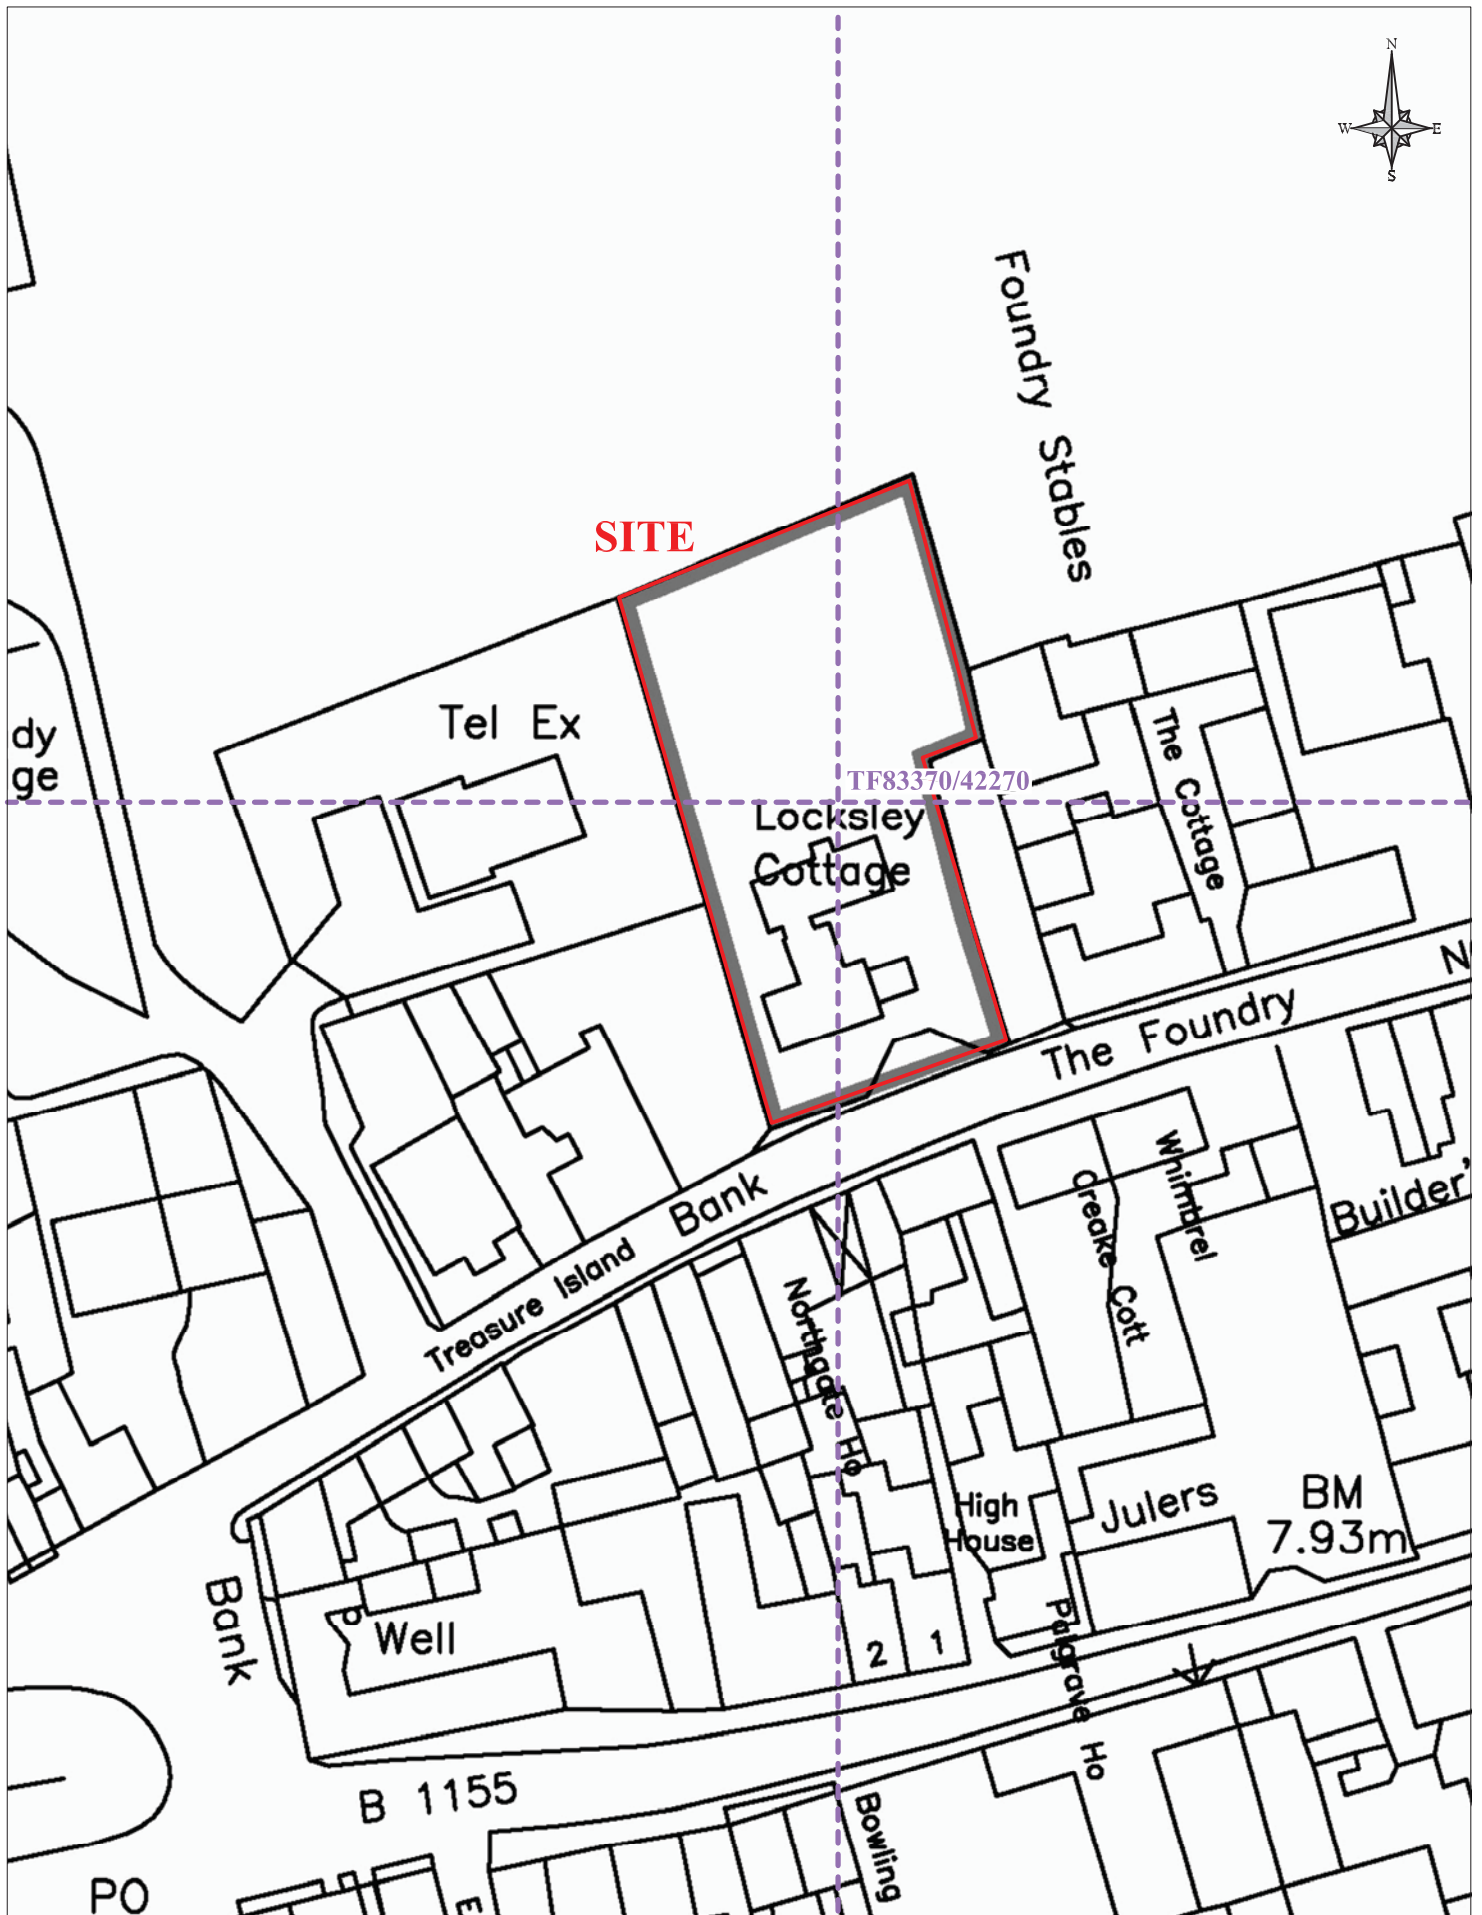 N
W
E
S
Foundry Stables
SITE
Tel Ex
dy
ge
The Cottage
TF83370/42270
Locksley
Cottage
The Foundry
Bank
Treasure Island
Whimbrel
Creake Cott
Builder'
Northgate Ho
High
House
Julers
BM
7.93m
Bank
Well
2
1
Palgrave Ho
B 1155
Bowling
PO